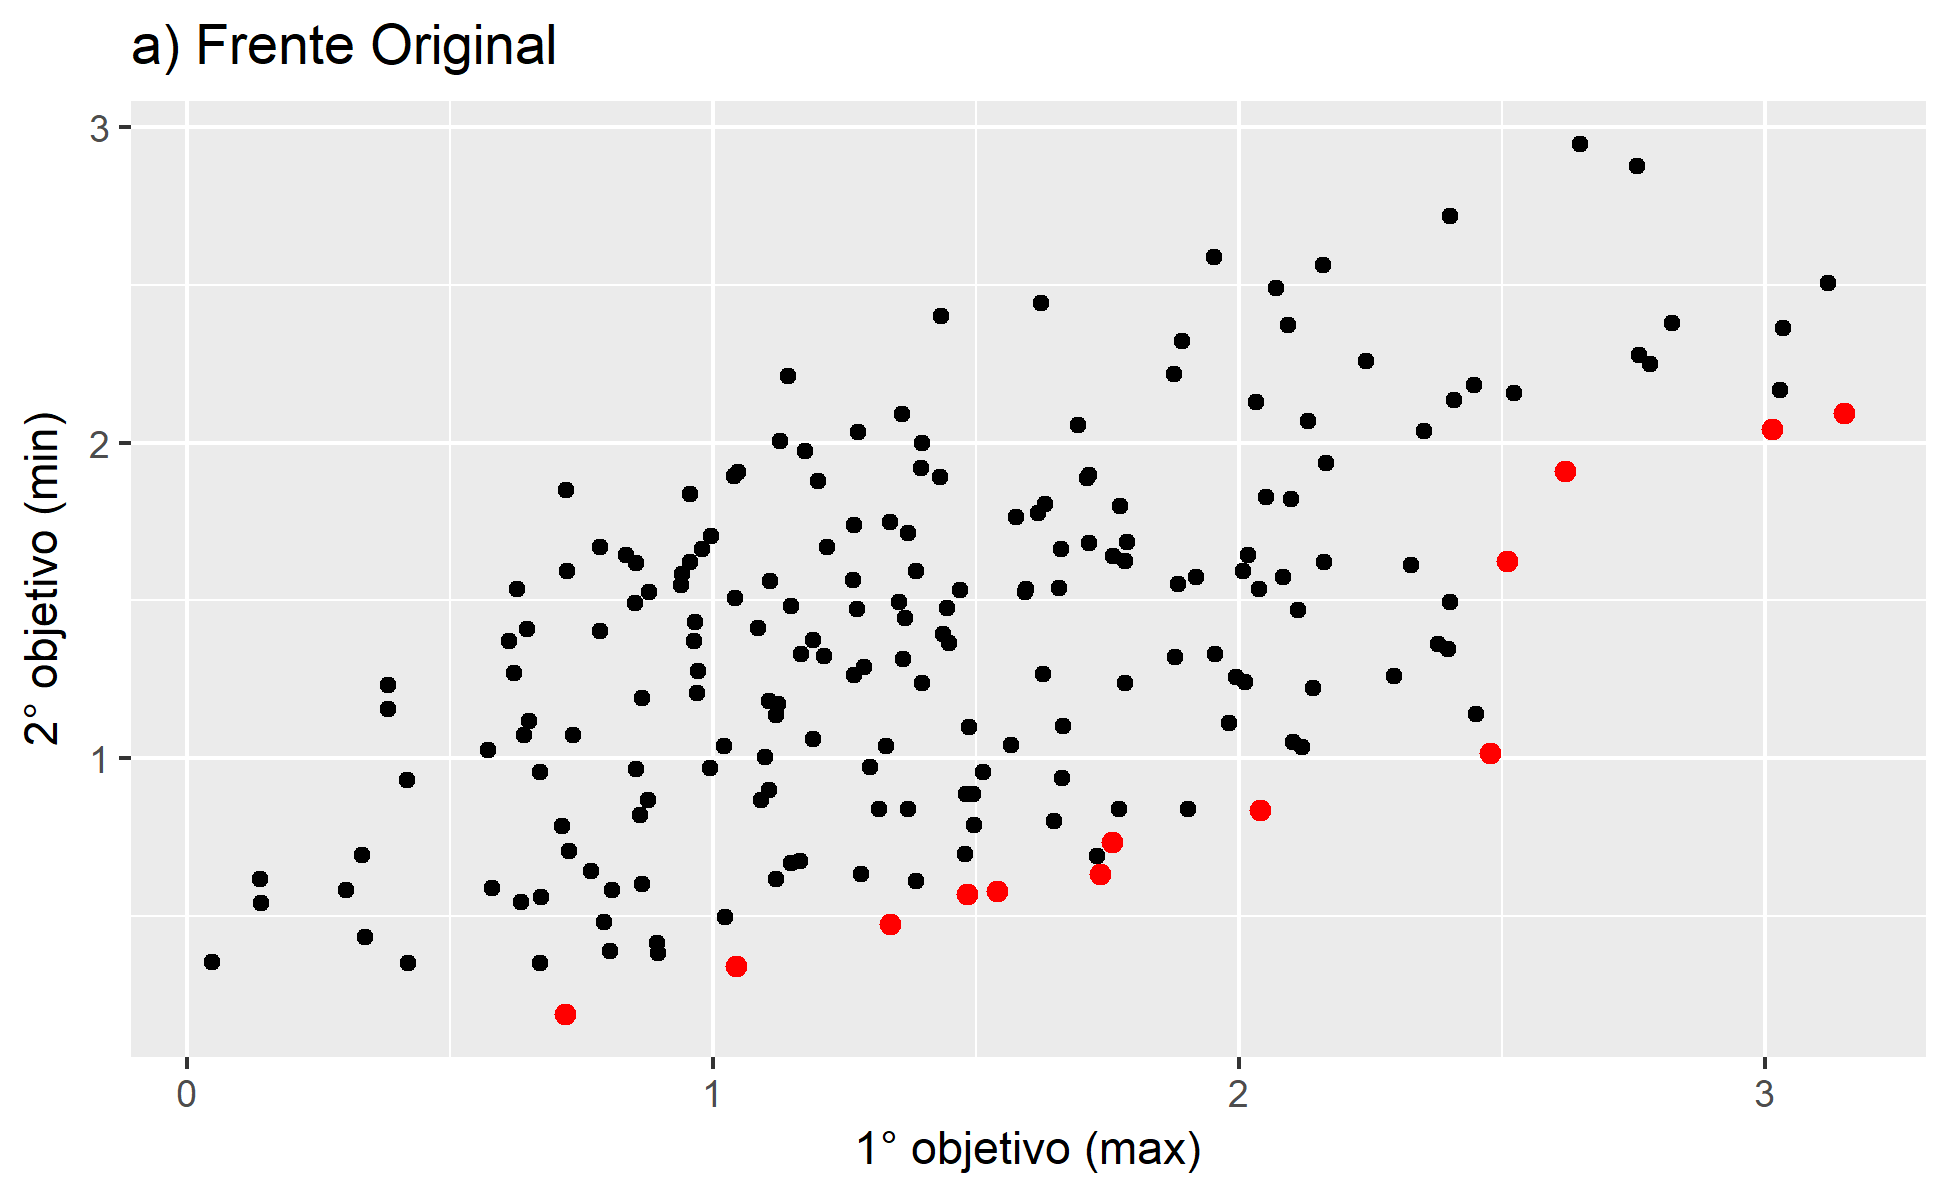 a) Frente Original
3
2
1
2° objetivo (min)
0 1 2 3
1° objetivo (max)